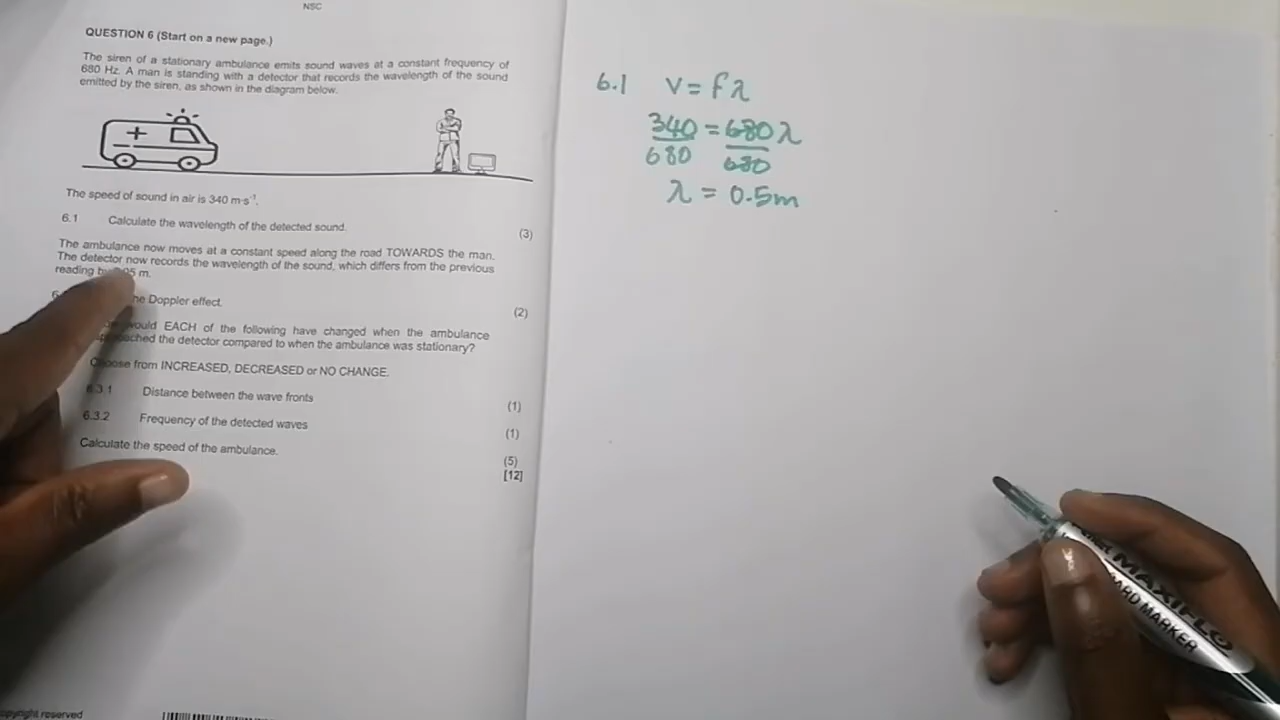 NSC
QUESTION 6 (Start on a new page.)
The siren of a stationary ambulance emits sound waves at a constant frequency of
680 Hz. A man is standing with a detector that records the wavelength of the sound
emitted by the siren, as shown in the diagram below.
The speed of sound in air is 340 m·s⁻¹.
6.1 Calculate the wavelength of the detected sound. (3)
The ambulance now moves at a constant speed along the road TOWARDS the man.
The detector now records the wavelength of the sound, which differs from the previous
reading by 05 m.
the Doppler effect. (2)
would EACH of the following have changed when the ambulance
approached the detector compared to when the ambulance was stationary?
Choose from INCREASED, DECREASED or NO CHANGE.
6.3.1 Distance between the wave fronts (1)
6.3.2 Frequency of the detected waves (1)
Calculate the speed of the ambulance. (5)
[12]
copyright reserved
6.1 v = fλ
340 = 680λ
680 680
λ = 0.5m
MAXIFLO
BOARD MARKER